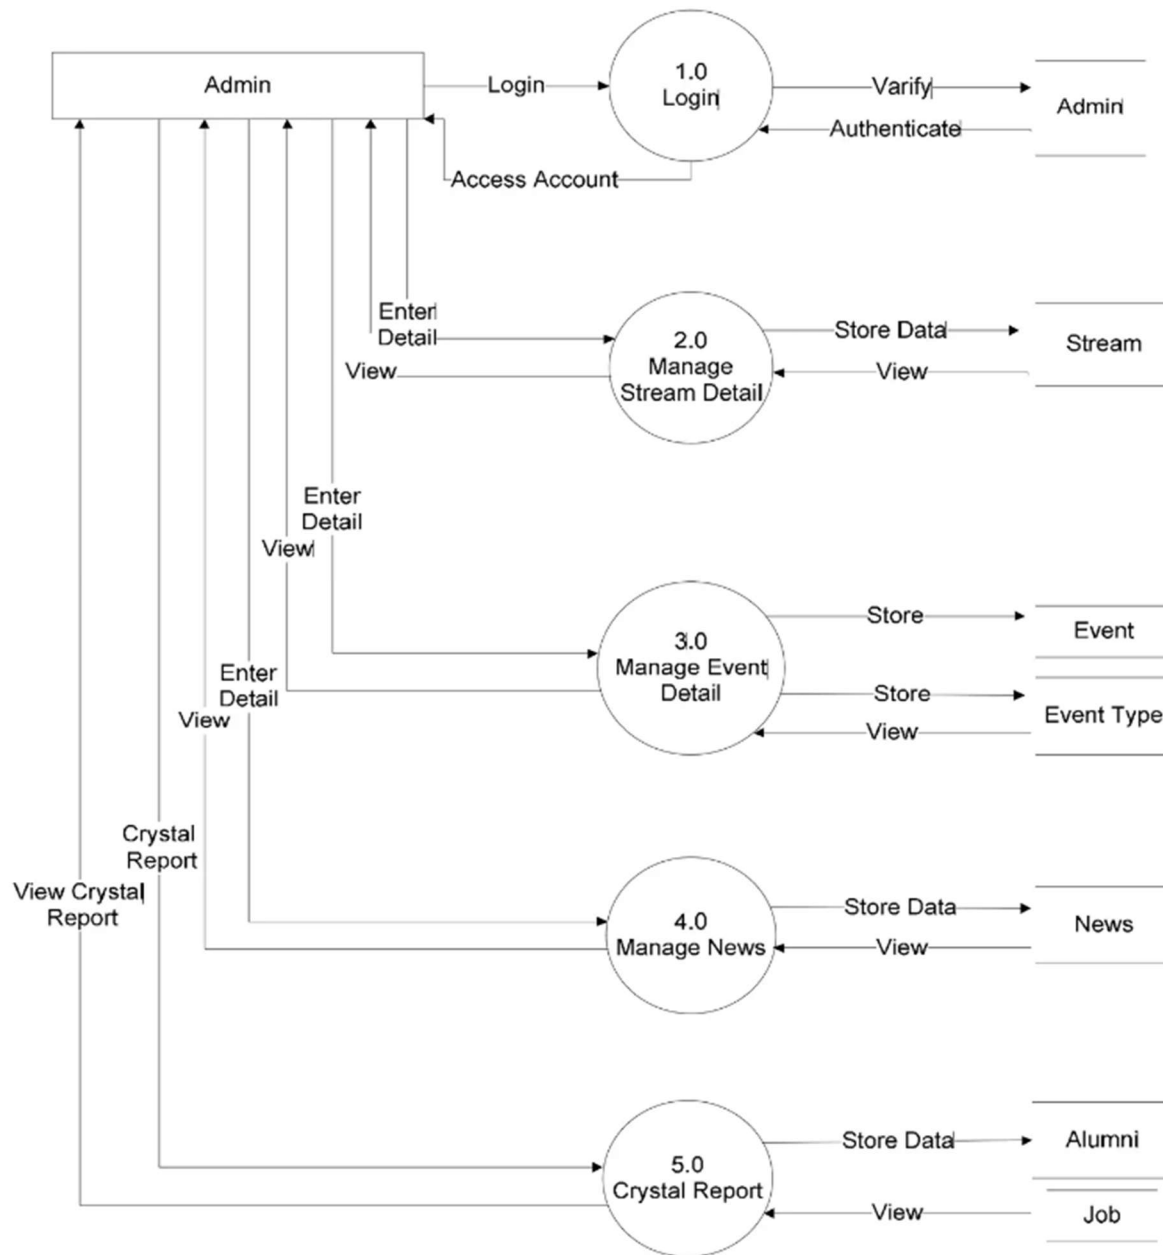 Admin
Login
1.0
Login
Varify
Admin
Authenticate
Access Account
Enter
Detail
View
2.0
Manage
Stream Detail
Store Data
View
Stream
Enter
Detail
View
3.0
Manage Event
Detail
Store
Event
Store
View
Event Type
Enter
Detail
View
Crystal
Report
View Crystal
Report
4.0
Manage News
Store Data
View
News
5.0
Crystal Report
Store Data
Alumni
View
Job